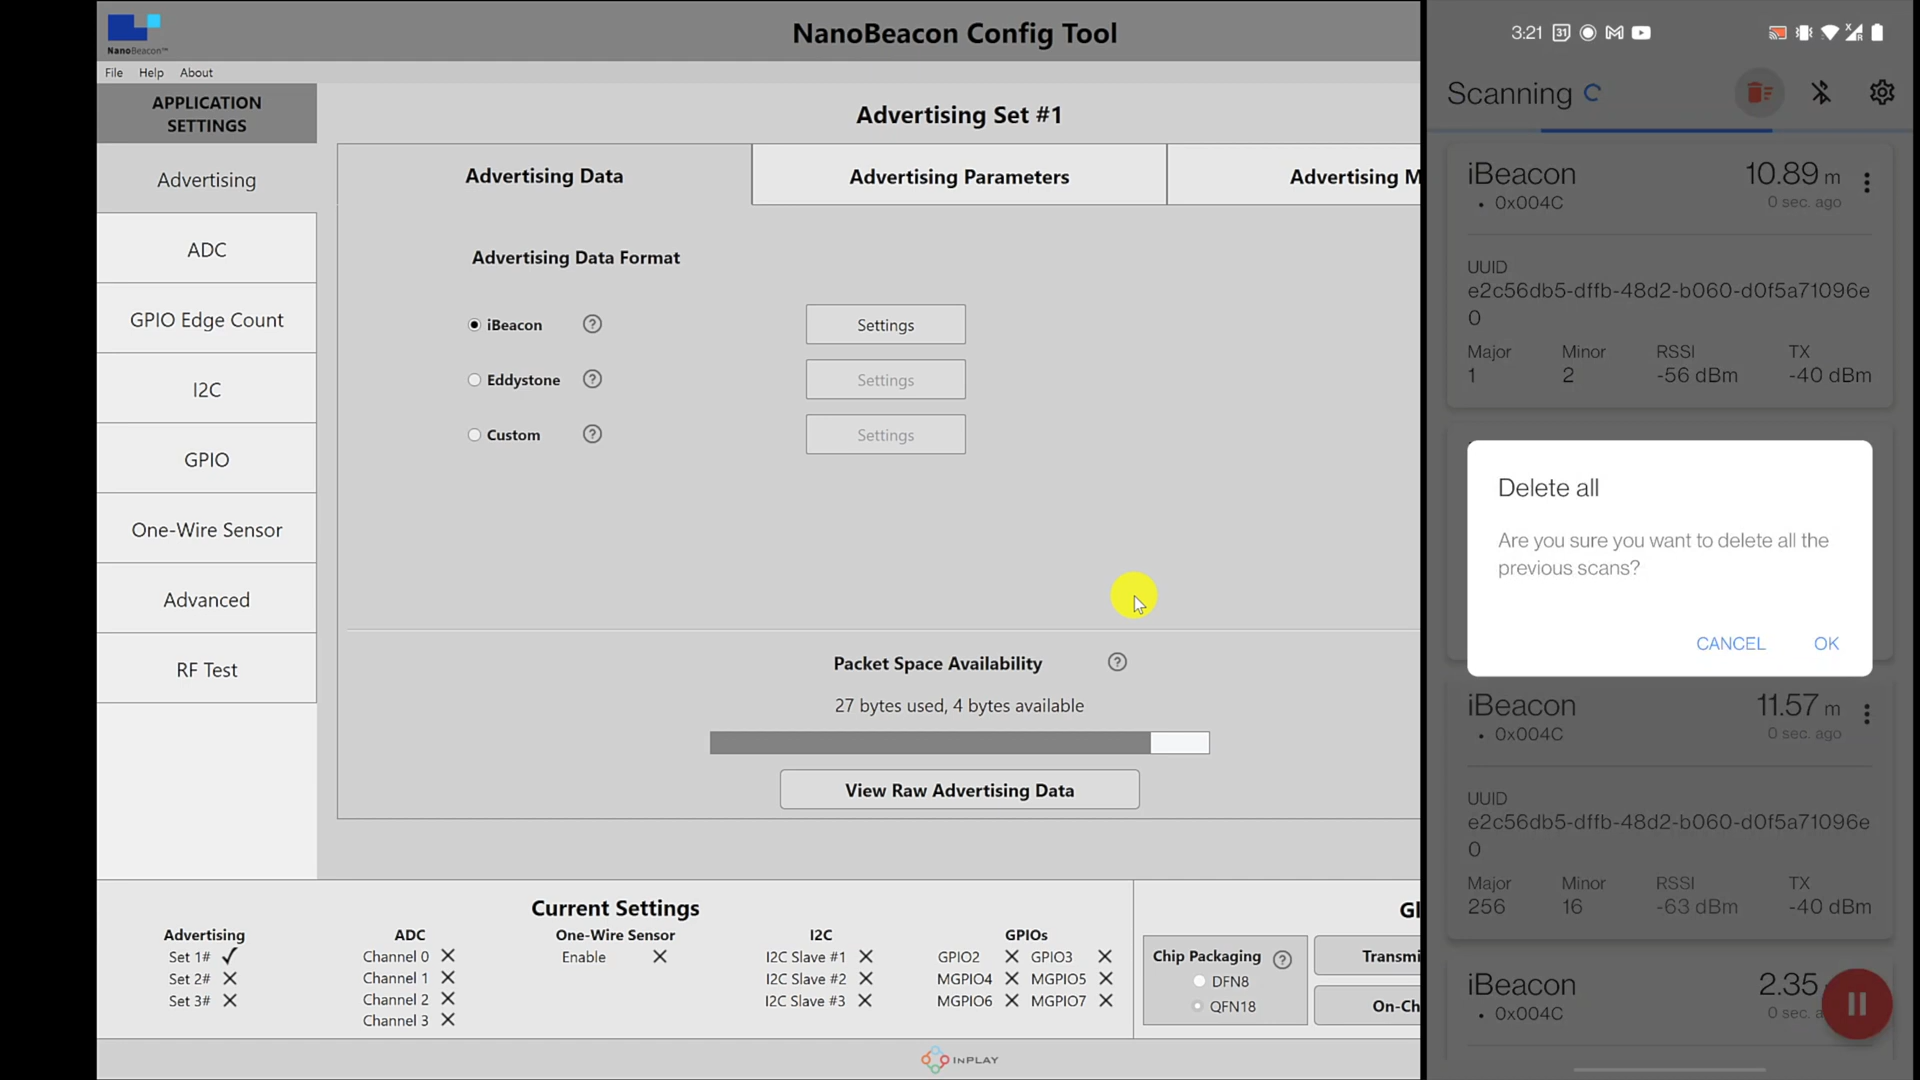 NanoBeacon™
NanoBeacon Config Tool
File Help About
APPLICATION
SETTINGS
Advertising
ADC
GPIO Edge Count
I2C
GPIO
One-Wire Sensor
Advanced
RF Test
Advertising Set #1
Advertising Data
Advertising Parameters
Advertising M
Advertising Data Format
iBeacon ? Settings
Eddystone ? Settings
Custom ? Settings
Packet Space Availability ?
27 bytes used, 4 bytes available
View Raw Advertising Data
Current Settings
Advertising
Set 1#
Set 2#
Set 3#
ADC
Channel 0
Channel 1
Channel 2
Channel 3
One-Wire Sensor
Enable
I2C
I2C Slave #1
I2C Slave #2
I2C Slave #3
GPIOs
GPIO2 GPIO3
MGPIO4 MGPIO5
MGPIO6 MGPIO7
Gl
Chip Packaging ?
DFN8
QFN18
Transmi
On-Ch
INPLAY
3:21 31
Scanning
iBeacon 10.89 m
• 0x004C 0 sec. ago
UUID
e2c56db5-dffb-48d2-b060-d0f5a71096e
0
Major Minor RSSI TX
1 2 -56 dBm -40 dBm
Delete all
Are you sure you want to delete all the
previous scans?
CANCEL OK
iBeacon 11.57 m
• 0x004C 0 sec. ago
UUID
e2c56db5-dffb-48d2-b060-d0f5a71096e
0
Major Minor RSSI TX
256 16 -63 dBm -40 dBm
iBeacon 2.35
• 0x004C 0 sec. a